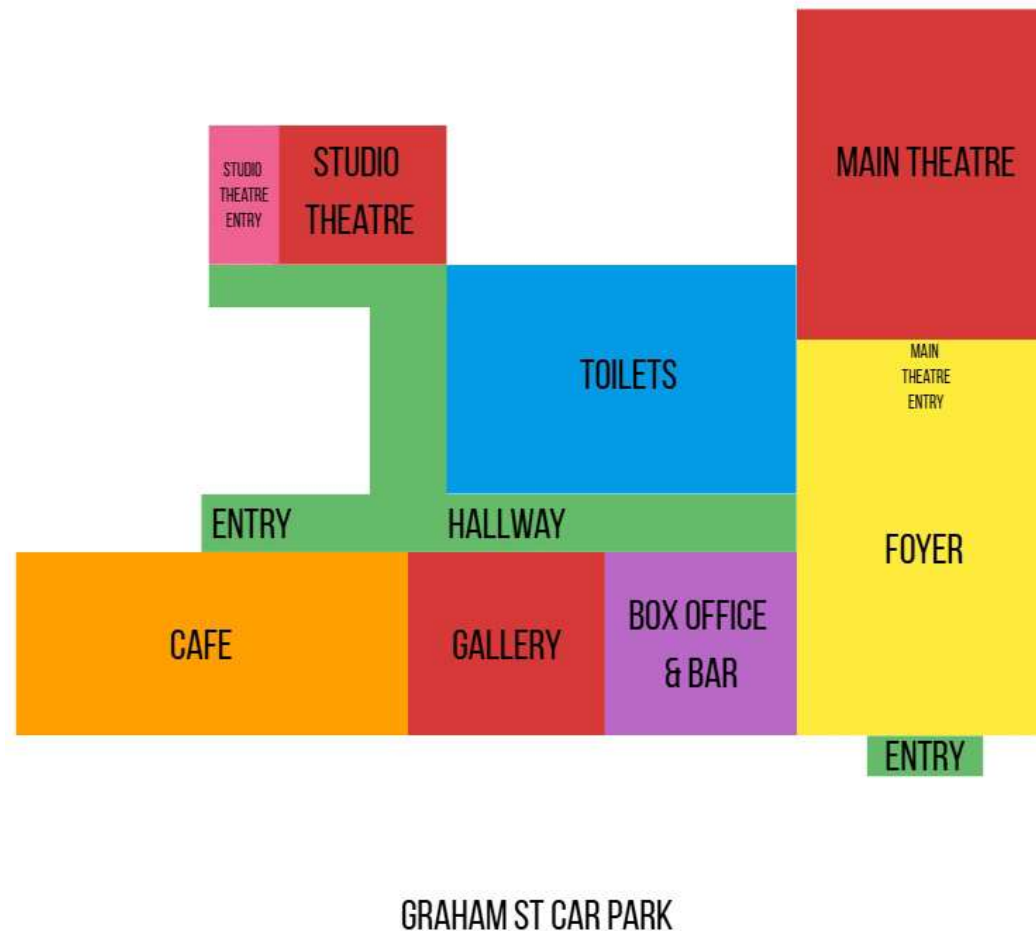 MAIN THEATRE
STUDIO
THEATRE
ENTRY
STUDIO
THEATRE
TOILETS
MAIN
THEATRE
ENTRY
ENTRY
HALLWAY
FOYER
CAFE
GALLERY
BOX OFFICE
& BAR
ENTRY
GRAHAM ST CAR PARK